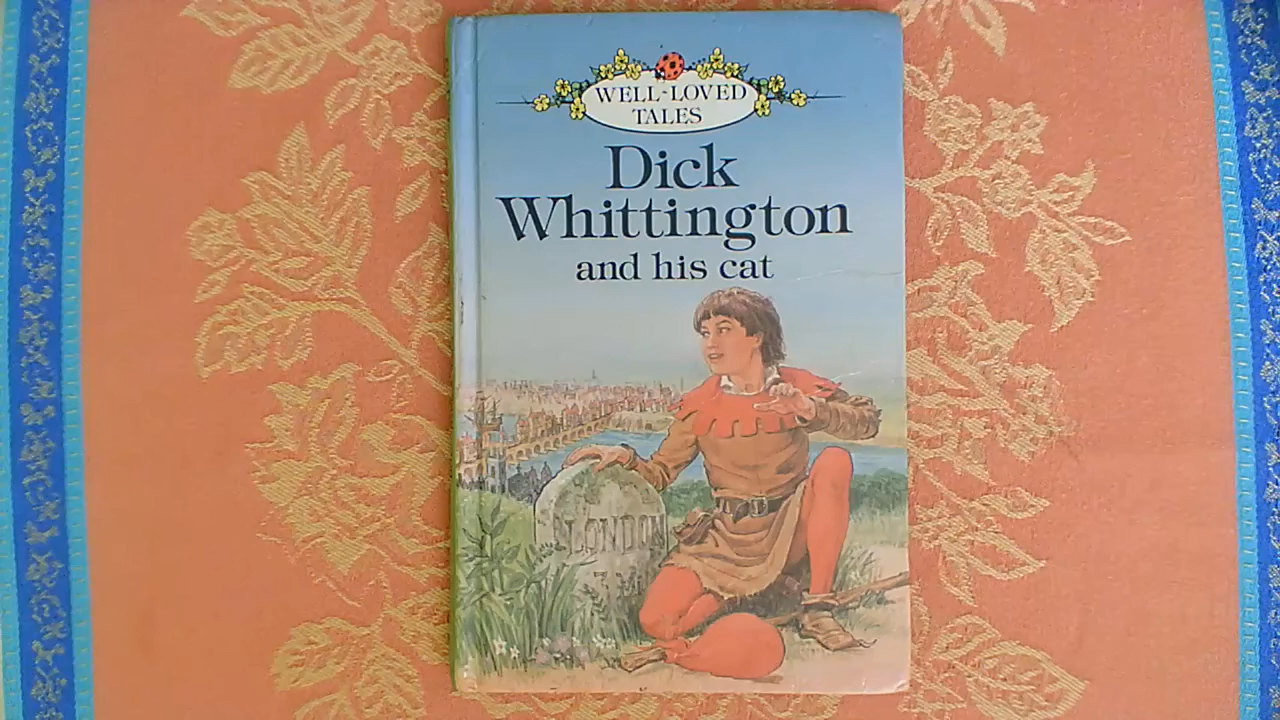 WELL-LOVED
TALES
Dick
Whittington
and his cat
LONDON